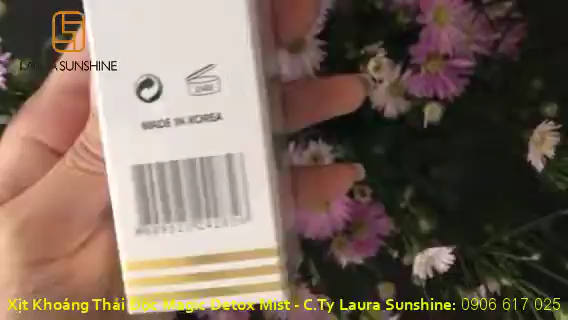 LAURA SUNSHINE
MADE IN KOREA
Xịt Khoáng Thải Độc Magic Detox Mist - C.Ty Laura Sunshine: 0906 617 025